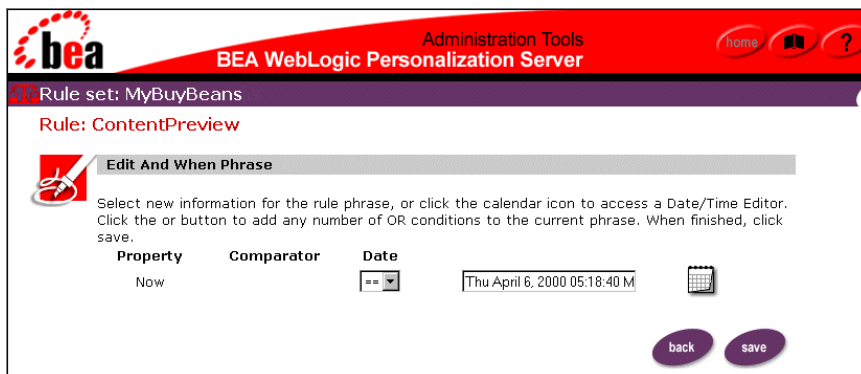 bea
Administration Tools
BEA WebLogic Personalization Server
home ?
Rule set: MyBuyBeans
Rule: ContentPreview
Edit And When Phrase
Select new information for the rule phrase, or click the calendar icon to access a Date/Time Editor.
Click the or button to add any number of OR conditions to the current phrase. When finished, click
save.
Property Comparator Date
Now == Thu April 6, 2000 05:18:40 M
back save